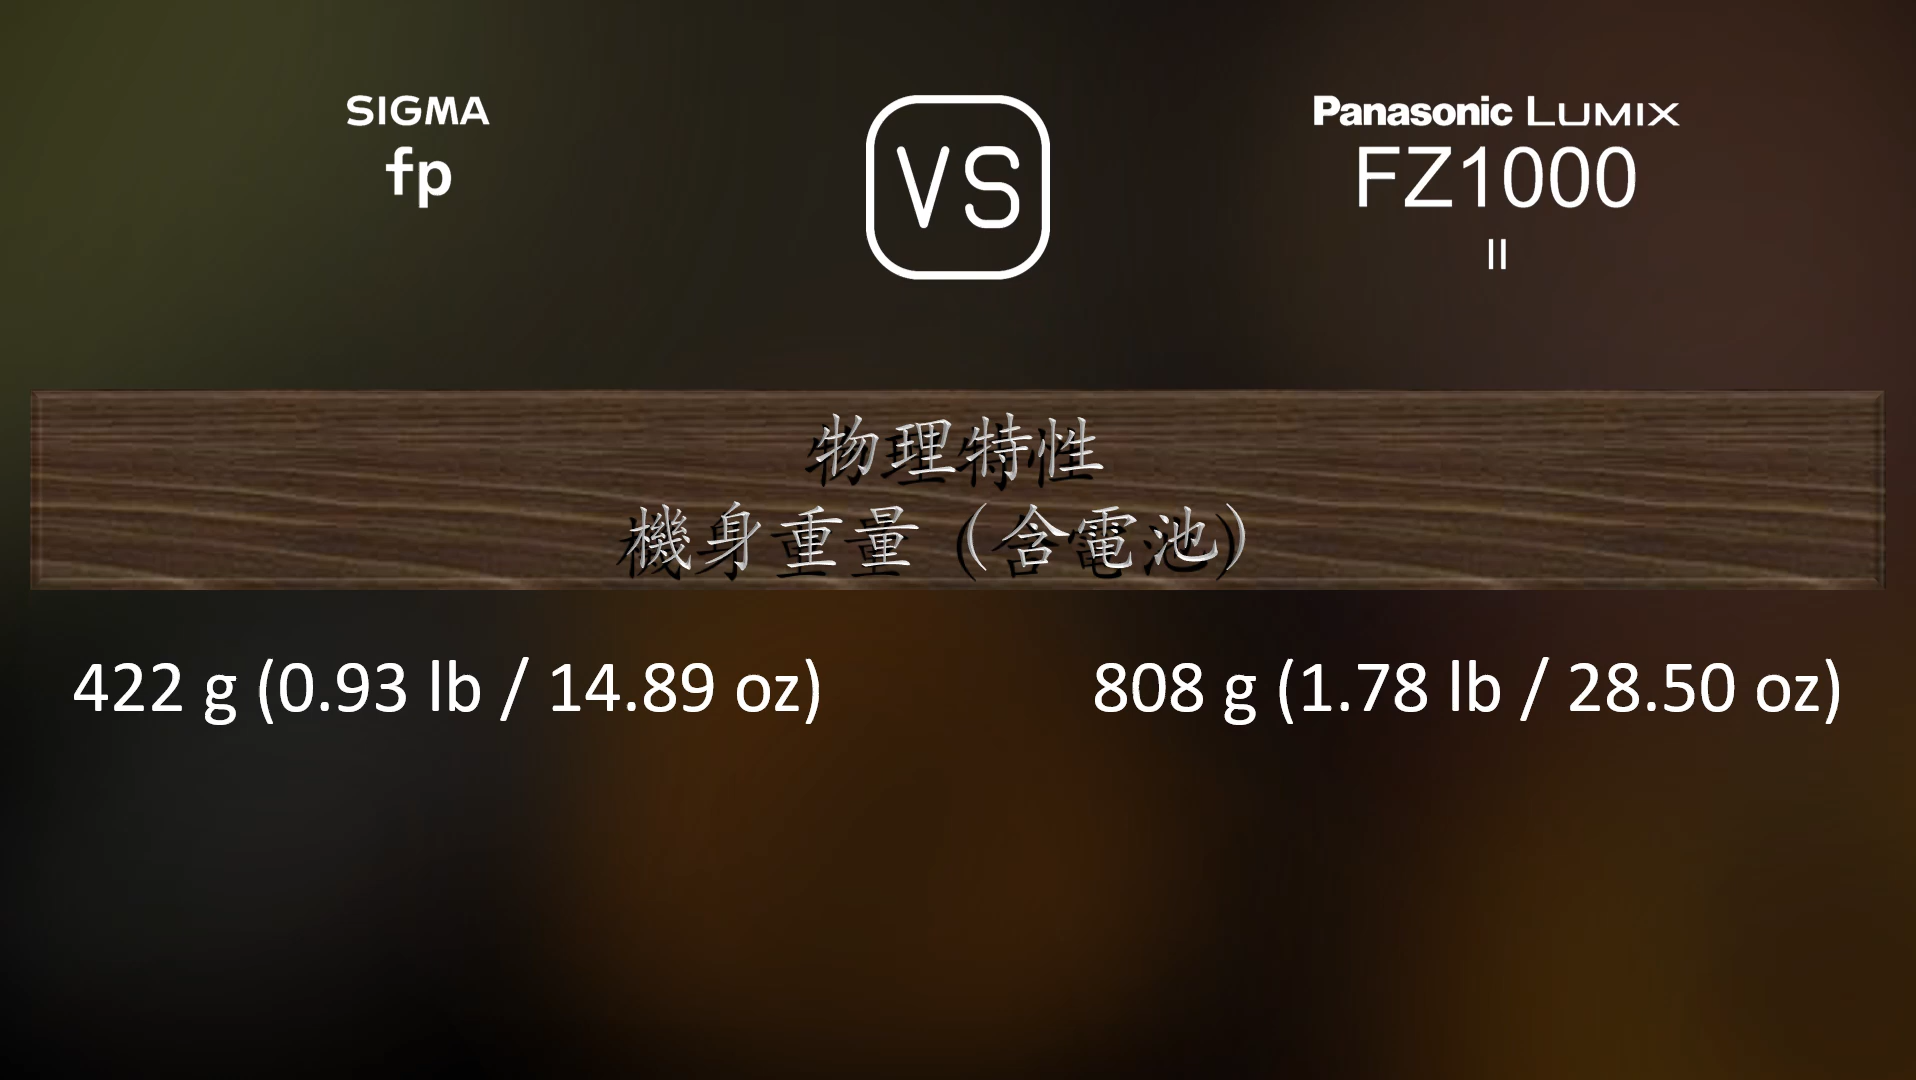 SIGMA
fp
VS
Panasonic LUMIX
FZ1000
II
物理特性
機身重量（含電池）
422 g (0.93 lb / 14.89 oz)
808 g (1.78 lb / 28.50 oz)